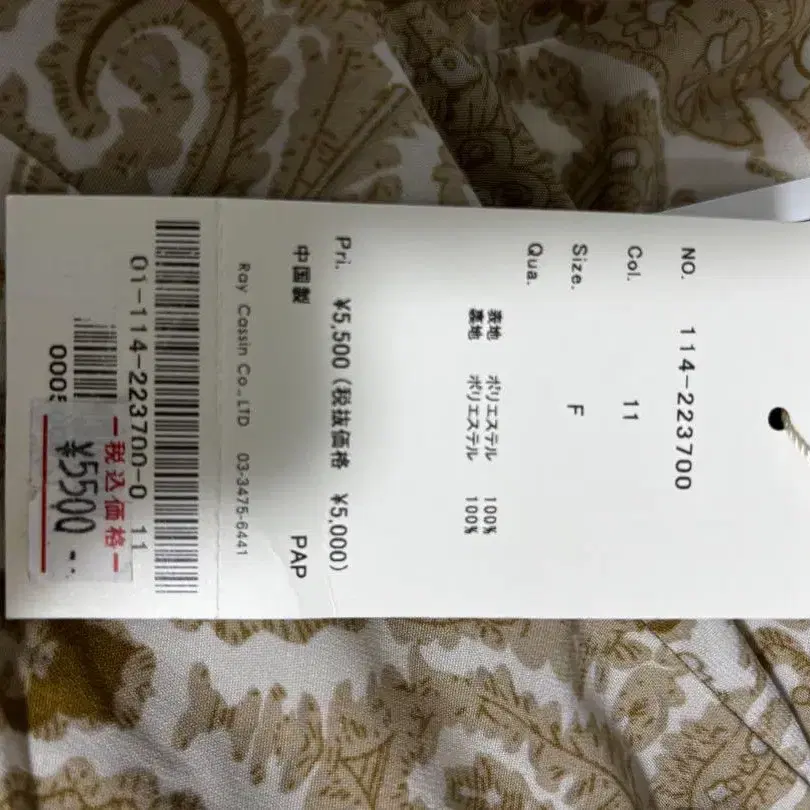 NO. 114-223700
Col. 11
Size. F
Qua.
表地 ポリエステル 100%
裏地 ポリエステル 100%
Pri. ¥5,500 (税抜価格 ¥5,000)
中国製 PAP
Ray Cassin Co.,LTD 03-3475-6441
01-114-223700-0 11
税込価格
¥5500